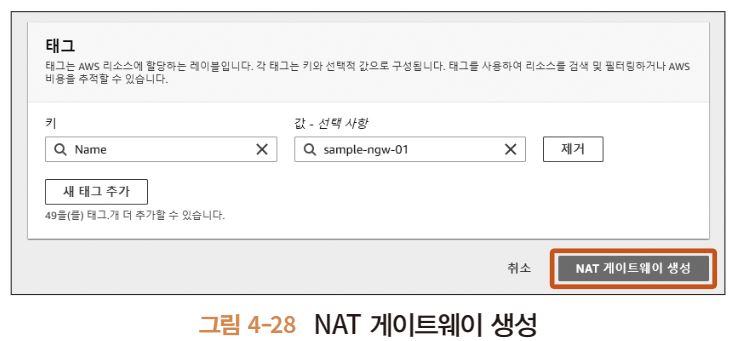 태그
태그는 AWS 리소스에 할당하는 레이블입니다. 각 태그는 키와 선택적 값으로 구성됩니다. 태그를 사용하여 리소스를 검색 및 필터링하거나 AWS
비용을 추적할 수 있습니다.
키 값 - 선택 사항
Name sample-ngw-01 제거
새 태그 추가
49을(를) 태그.개 더 추가할 수 있습니다.
취소 NAT 게이트웨이 생성
그림 4-28 NAT 게이트웨이 생성